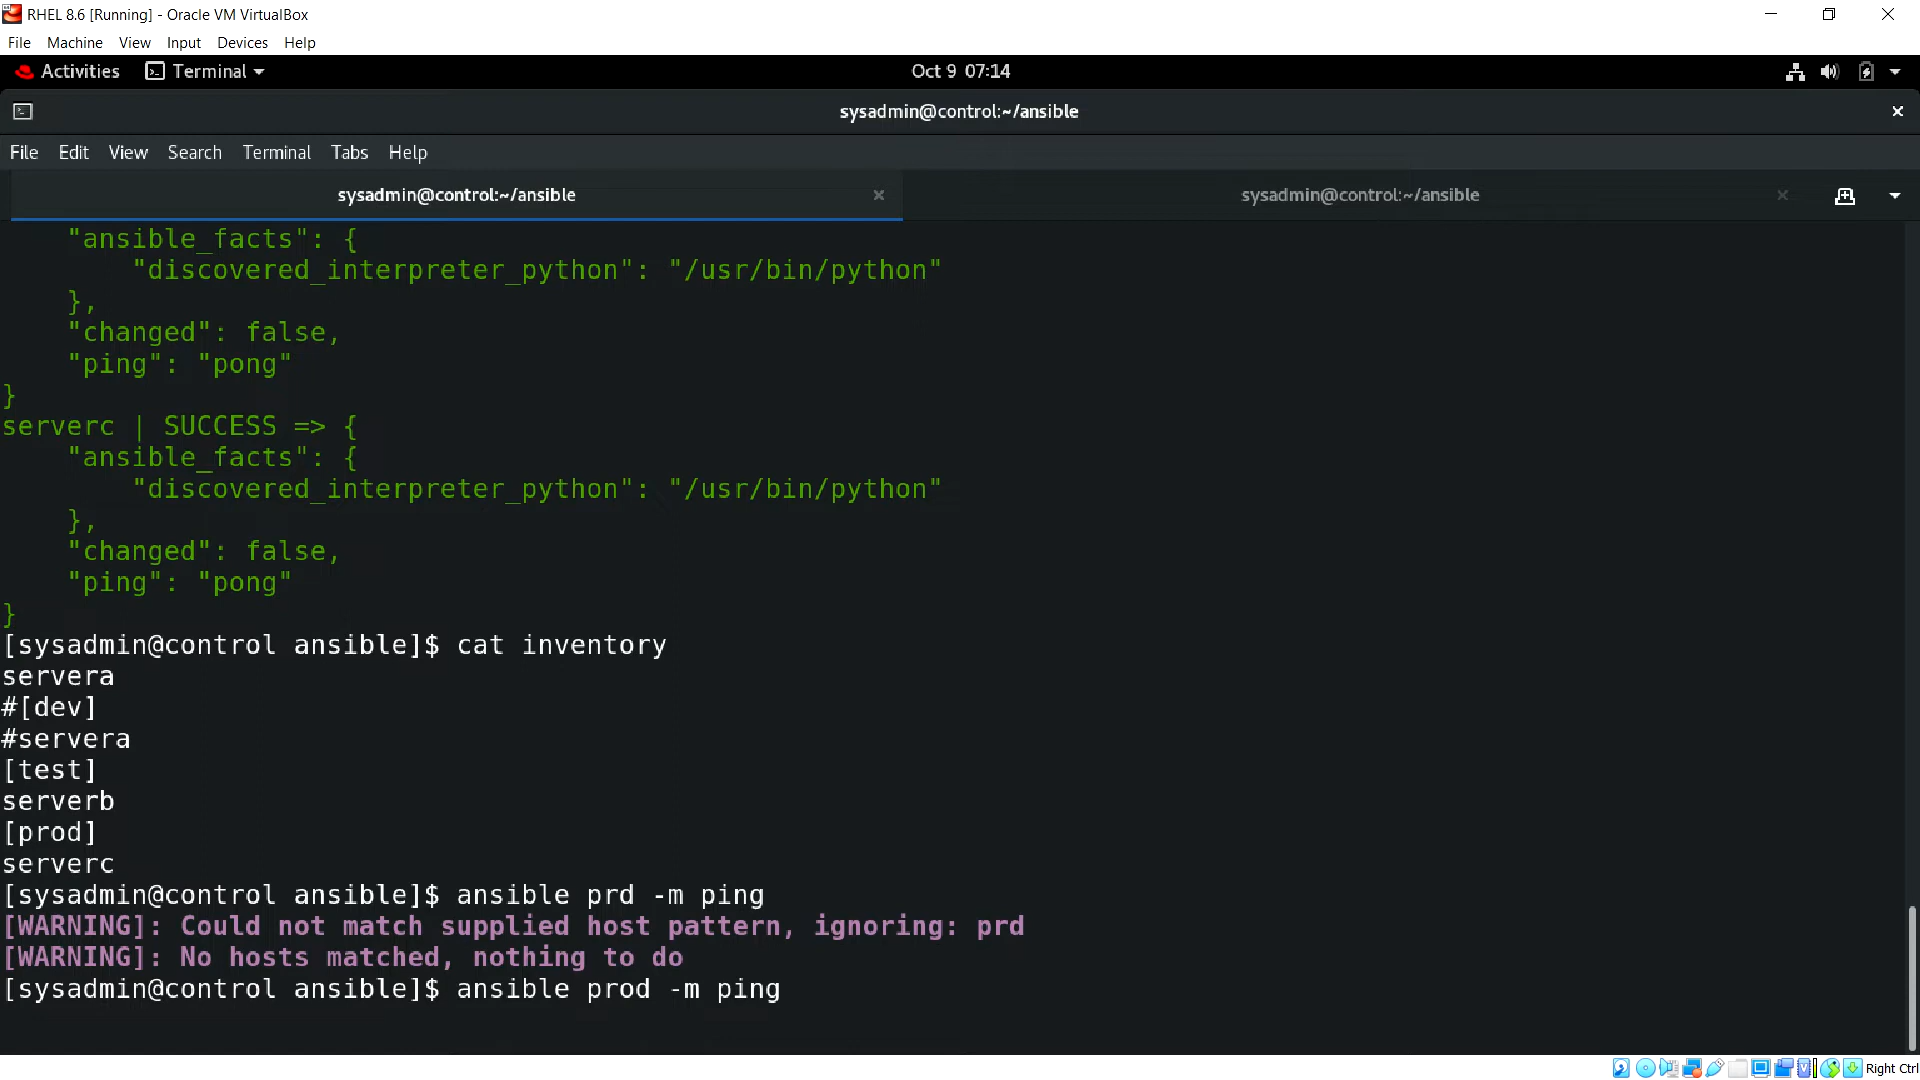 RHEL 8.6 [Running] - Oracle VM VirtualBox
File Machine View Input Devices Help
Activities Terminal Oct 9 07:14
sysadmin@control:~/ansible
File Edit View Search Terminal Tabs Help
sysadmin@control:~/ansible sysadmin@control:~/ansible
    "ansible_facts": {
        "discovered_interpreter_python": "/usr/bin/python"
    },
    "changed": false,
    "ping": "pong"
}
serverc | SUCCESS => {
    "ansible_facts": {
        "discovered_interpreter_python": "/usr/bin/python"
    },
    "changed": false,
    "ping": "pong"
}
[sysadmin@control ansible]$ cat inventory
servera
#[dev]
#servera
[test]
serverb
[prod]
serverc
[sysadmin@control ansible]$ ansible prd -m ping
[WARNING]: Could not match supplied host pattern, ignoring: prd
[WARNING]: No hosts matched, nothing to do
[sysadmin@control ansible]$ ansible prod -m ping
Right Ctrl